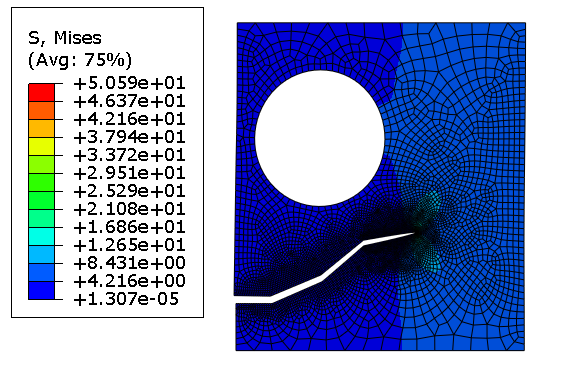 S, Mises
(Avg: 75%)
+5.059e+01
+4.637e+01
+4.216e+01
+3.794e+01
+3.372e+01
+2.951e+01
+2.529e+01
+2.108e+01
+1.686e+01
+1.265e+01
+8.431e+00
+4.216e+00
+1.307e-05